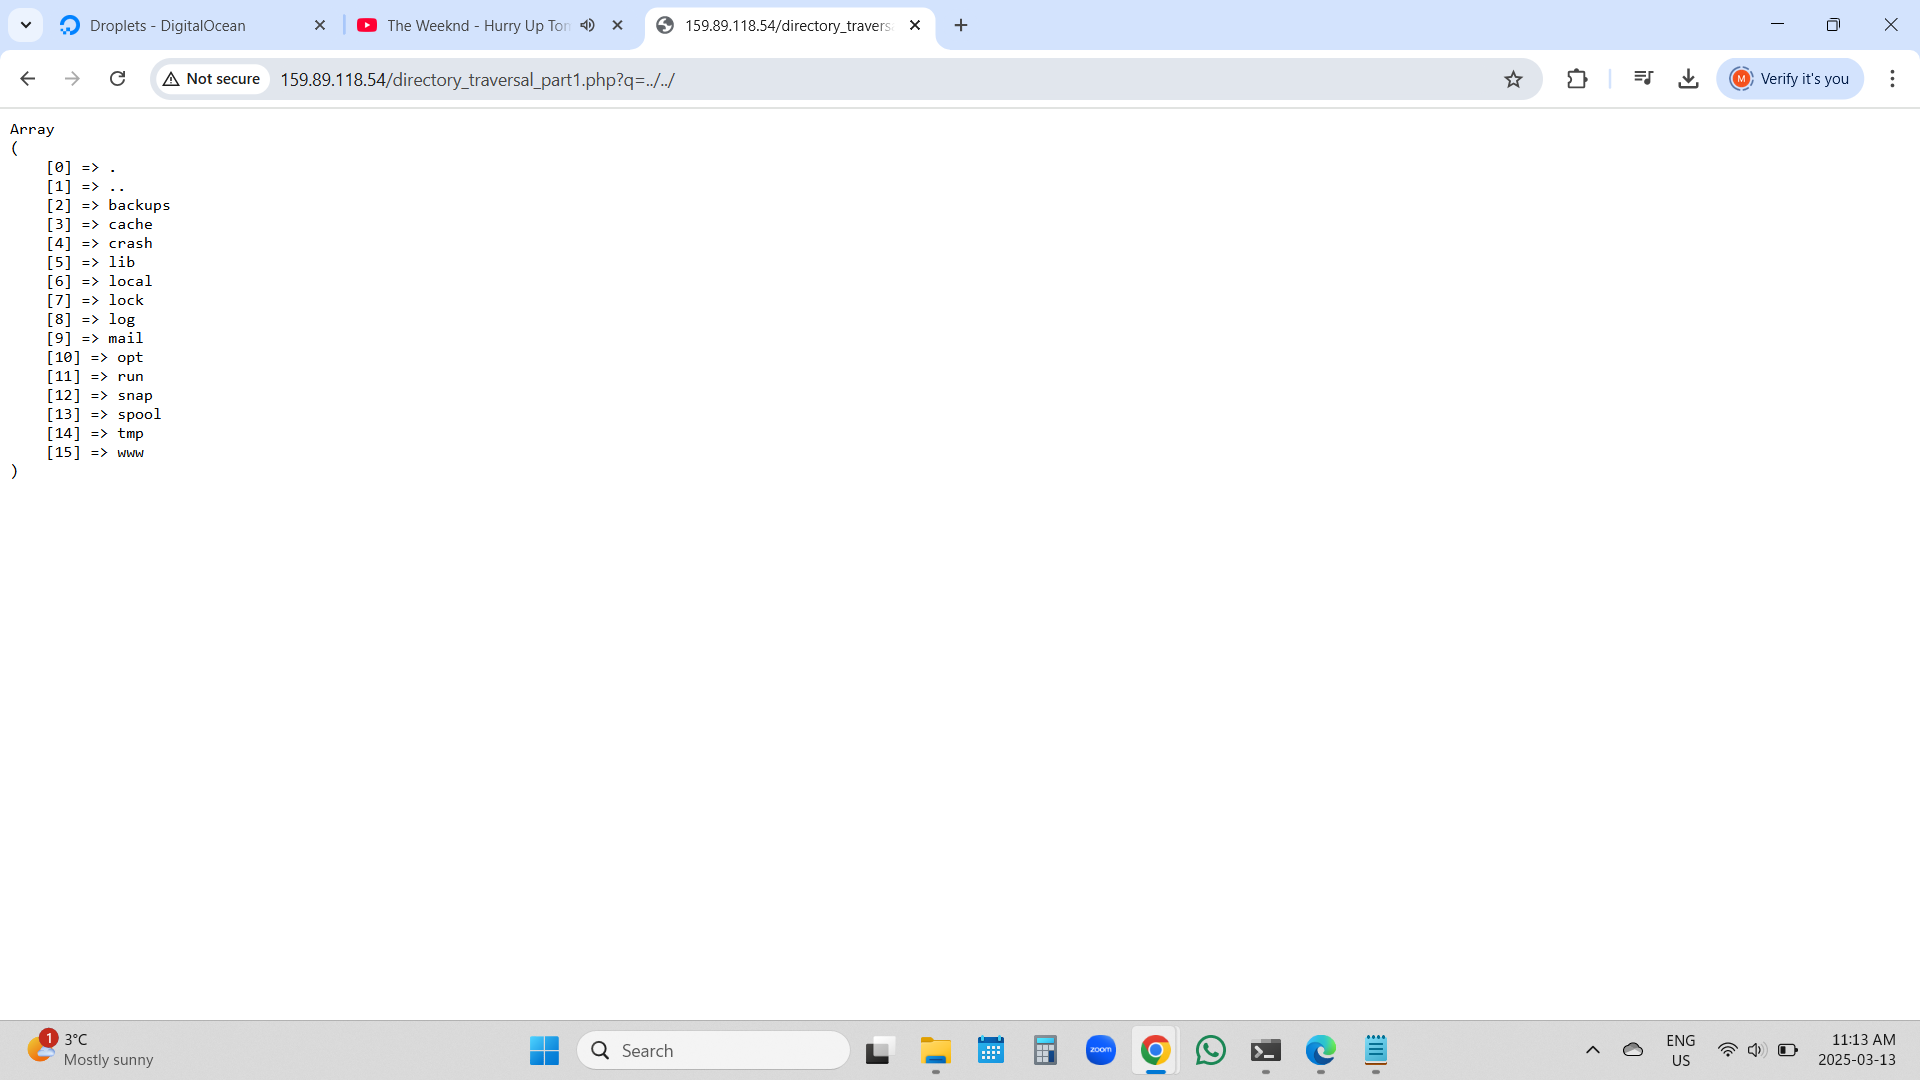 Droplets - DigitalOcean
The Weeknd - Hurry Up Tom
159.89.118.54/directory_travers
Not secure
159.89.118.54/directory_traversal_part1.php?q=../../
M
Verify it's you
Array
(
[0] => .
[1] => ..
[2] => backups
[3] => cache
[4] => crash
[5] => lib
[6] => local
[7] => lock
[8] => log
[9] => mail
[10] => opt
[11] => run
[12] => snap
[13] => spool
[14] => tmp
[15] => www
)
1
3°C
Mostly sunny
Search
zoom
ENG
US
11:13 AM
2025-03-13